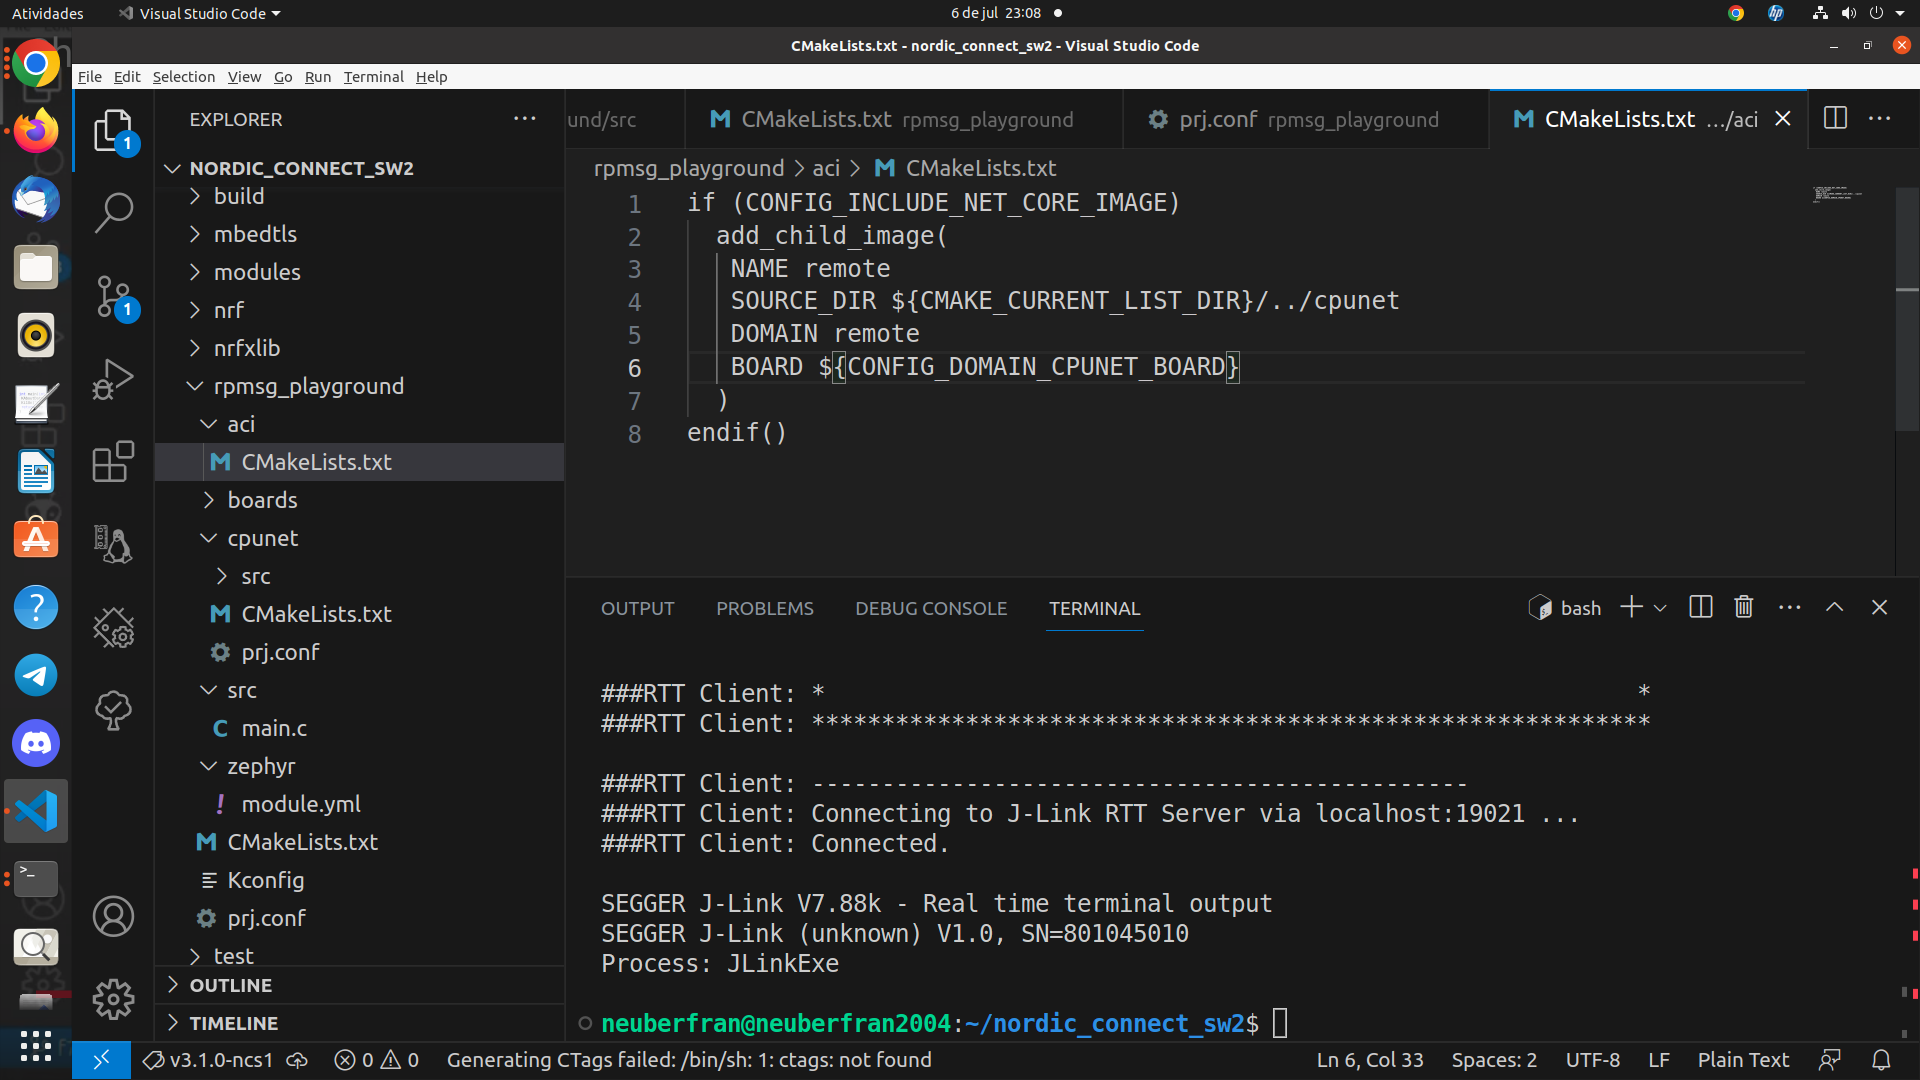 Atividades
Visual Studio Code
6 de jul 23:08
CMakeLists.txt - nordic_connect_sw2 - Visual Studio Code
File Edit Selection View Go Run Terminal Help
EXPLORER
und/src
CMakeLists.txt rpmsg_playground
prj.conf rpmsg_playground
CMakeLists.txt .../aci
NORDIC_CONNECT_SW2
build
mbedtls
modules
nrf
nrfxlib
rpmsg_playground
aci
CMakeLists.txt
boards
cpunet
src
CMakeLists.txt
prj.conf
src
main.c
zephyr
module.yml
CMakeLists.txt
Kconfig
prj.conf
test
OUTLINE
TIMELINE
rpmsg_playground > aci > CMakeLists.txt
1 if (CONFIG_INCLUDE_NET_CORE_IMAGE)
2 add_child_image(
3 NAME remote
4 SOURCE_DIR ${CMAKE_CURRENT_LIST_DIR}/../cpunet
5 DOMAIN remote
6 BOARD ${CONFIG_DOMAIN_CPUNET_BOARD}
7 )
8 endif()
OUTPUT PROBLEMS DEBUG CONSOLE TERMINAL
bash
###RTT Client: * *
###RTT Client: ************************************************************
###RTT Client: -----------------------------------------------
###RTT Client: Connecting to J-Link RTT Server via localhost:19021 ...
###RTT Client: Connected.
SEGGER J-Link V7.88k - Real time terminal output
SEGGER J-Link (unknown) V1.0, SN=801045010
Process: JLinkExe
neuberfran@neuberfran2004:~/nordic_connect_sw2$
v3.1.0-ncs1
0 0
Generating CTags failed: /bin/sh: 1: ctags: not found
Ln 6, Col 33
Spaces: 2
UTF-8
LF
Plain Text